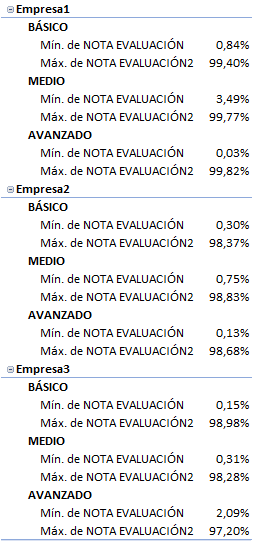 Empresa1
BÁSICO
Mín. de NOTA EVALUACIÓN 0,84%
Máx. de NOTA EVALUACIÓN2 99,40%
MEDIO
Mín. de NOTA EVALUACIÓN 3,49%
Máx. de NOTA EVALUACIÓN2 99,77%
AVANZADO
Mín. de NOTA EVALUACIÓN 0,03%
Máx. de NOTA EVALUACIÓN2 99,82%
Empresa2
BÁSICO
Mín. de NOTA EVALUACIÓN 0,30%
Máx. de NOTA EVALUACIÓN2 98,37%
MEDIO
Mín. de NOTA EVALUACIÓN 0,75%
Máx. de NOTA EVALUACIÓN2 98,83%
AVANZADO
Mín. de NOTA EVALUACIÓN 0,13%
Máx. de NOTA EVALUACIÓN2 98,68%
Empresa3
BÁSICO
Mín. de NOTA EVALUACIÓN 0,15%
Máx. de NOTA EVALUACIÓN2 98,98%
MEDIO
Mín. de NOTA EVALUACIÓN 0,31%
Máx. de NOTA EVALUACIÓN2 98,28%
AVANZADO
Mín. de NOTA EVALUACIÓN 2,09%
Máx. de NOTA EVALUACIÓN2 97,20%